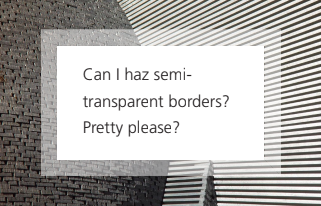 Can I haz semi-
transparent borders?
Pretty please?